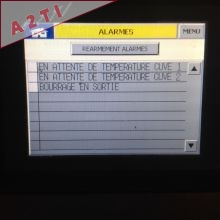 A2TI
ALARMES
MENU
REARMEMENT ALARMES
EN ATTENTE DE TEMPERATURE CUVE 1
EN ATTENTE DE TEMPERATURE CUVE 2
BOURRAGE EN SORTIE